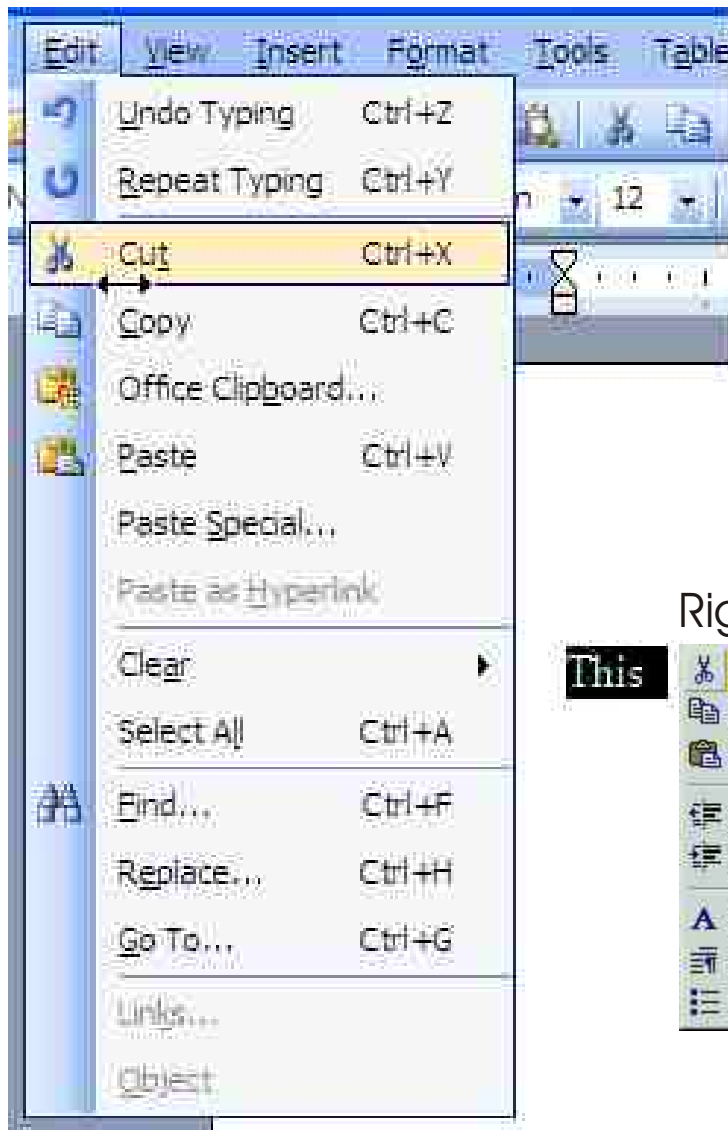 Edit View Insert Format Tools Table
Undo Typing Ctrl+Z
Repeat Typing Ctrl+Y
12
Cut Ctrl+X
Copy Ctrl+C
Office Clipboard...
Paste Ctrl+V
Paste Special...
Paste as Hyperlink
Clear
Select All Ctrl+A
Find... Ctrl+F
Replace... Ctrl+H
Go To... Ctrl+G
Links...
Object
Rig
This